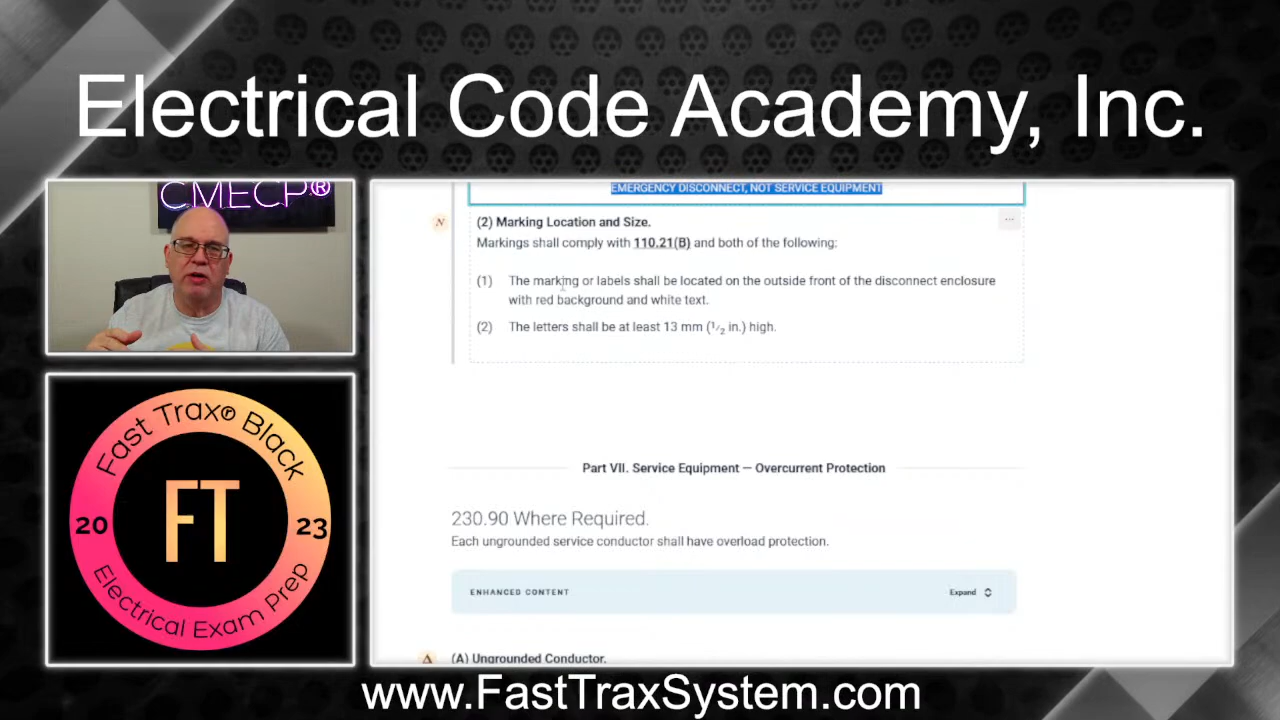 Electrical Code Academy, Inc.
CMECP®
EMERGENCY DISCONNECT, NOT SERVICE EQUIPMENT
N
(2) Marking Location and Size.
...
Markings shall comply with 110.21(B) and both of the following:
(1) The marking or labels shall be located on the outside front of the disconnect enclosure
with red background and white text.
(2) The letters shall be at least 13 mm (1/2 in.) high.
Part VII. Service Equipment — Overcurrent Protection
230.90 Where Required.
Each ungrounded service conductor shall have overload protection.
ENHANCED CONTENT Expand
Δ (A) Ungrounded Conductor.
Fast Trax® Black
FT
20 23
Electrical Exam Prep
www.FastTraxSystem.com